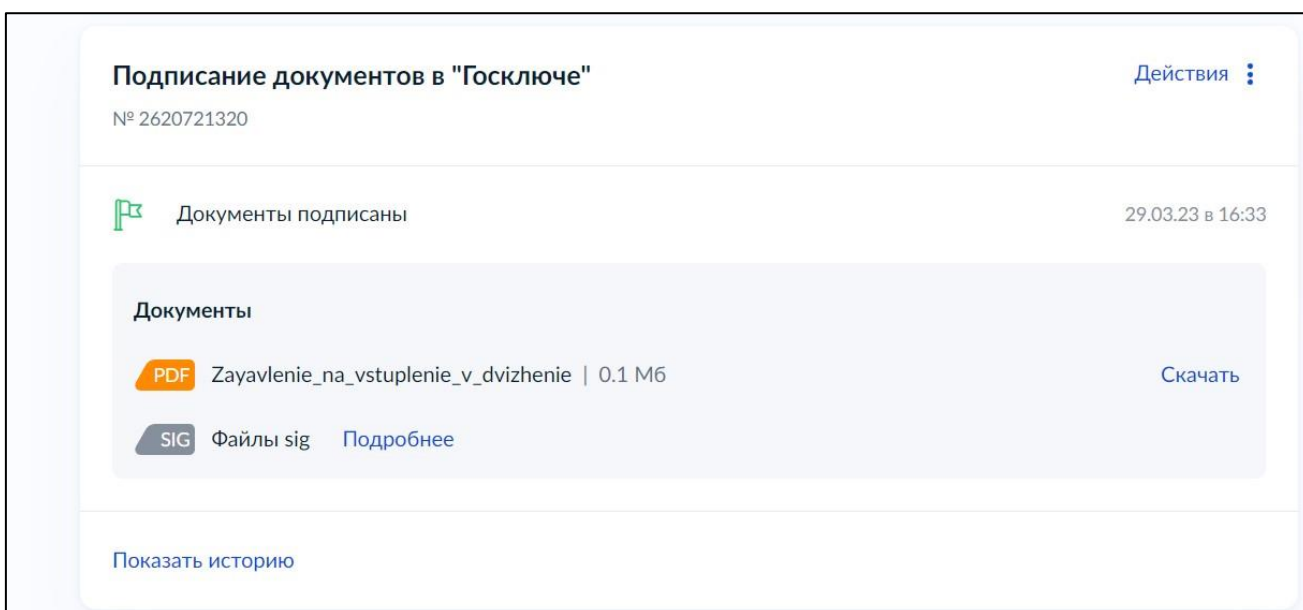 Подписание документов в "Госключе"
Действия
№ 2620721320
Документы подписаны
29.03.23 в 16:33
Документы
PDF Zayavlenie_na_vstuplenie_v_dvizhenie | 0.1 Мб
Скачать
SIG Файлы sig Подробнее
Показать историю